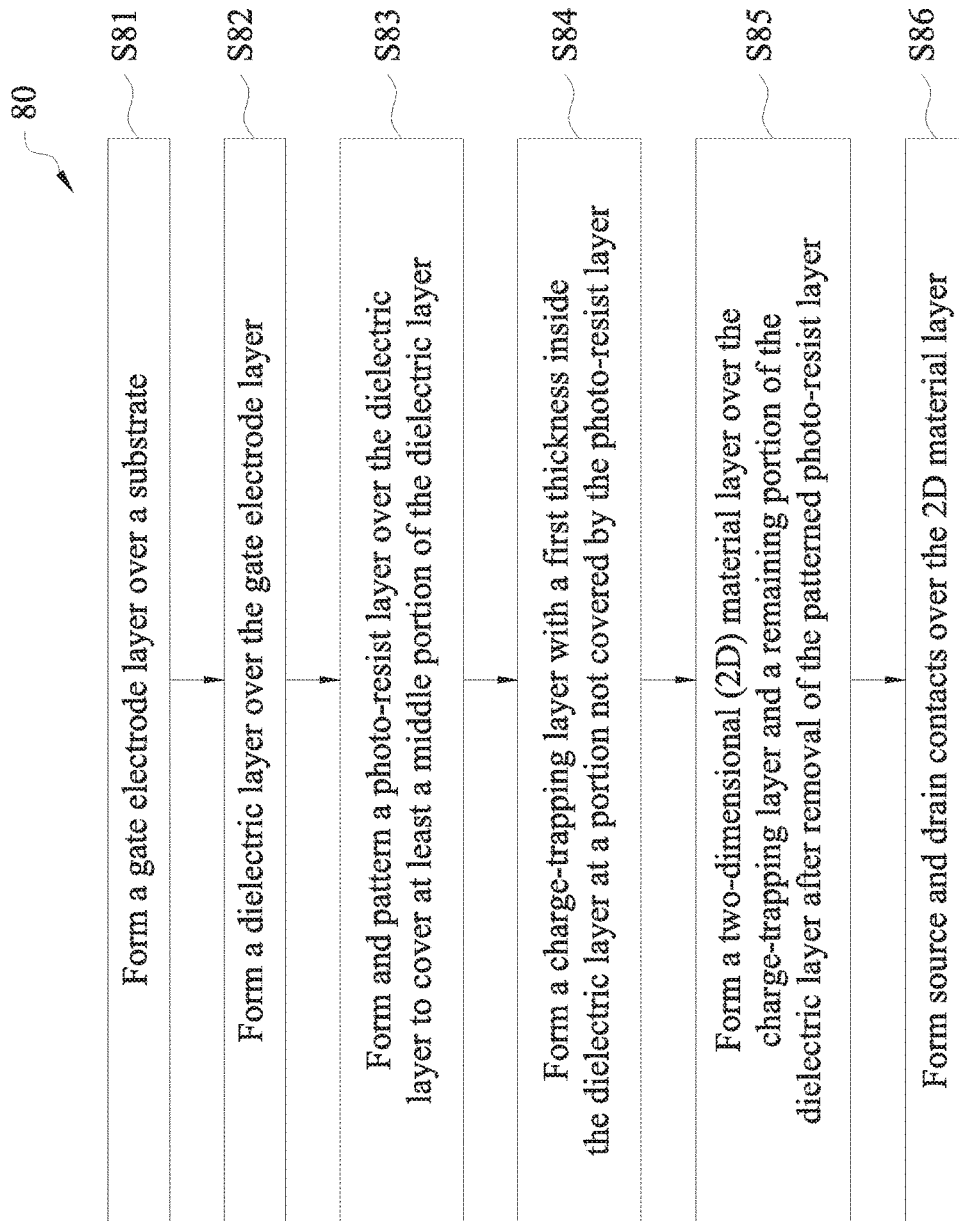 80
Form a gate electrode layer over a substrate
S81
Form a dielectric layer over the gate electrode layer
S82
Form and pattern a photo-resist layer over the dielectric
layer to cover at least a middle portion of the dielectric layer
S83
Form a charge-trapping layer with a first thickness inside
the dielectric layer at a portion not covered by the photo-resist layer
S84
Form a two-dimensional (2D) material layer over the
charge-trapping layer and a remaining portion of the
dielectric layer after removal of the patterned photo-resist layer
S85
Form source and drain contacts over the 2D material layer
S86